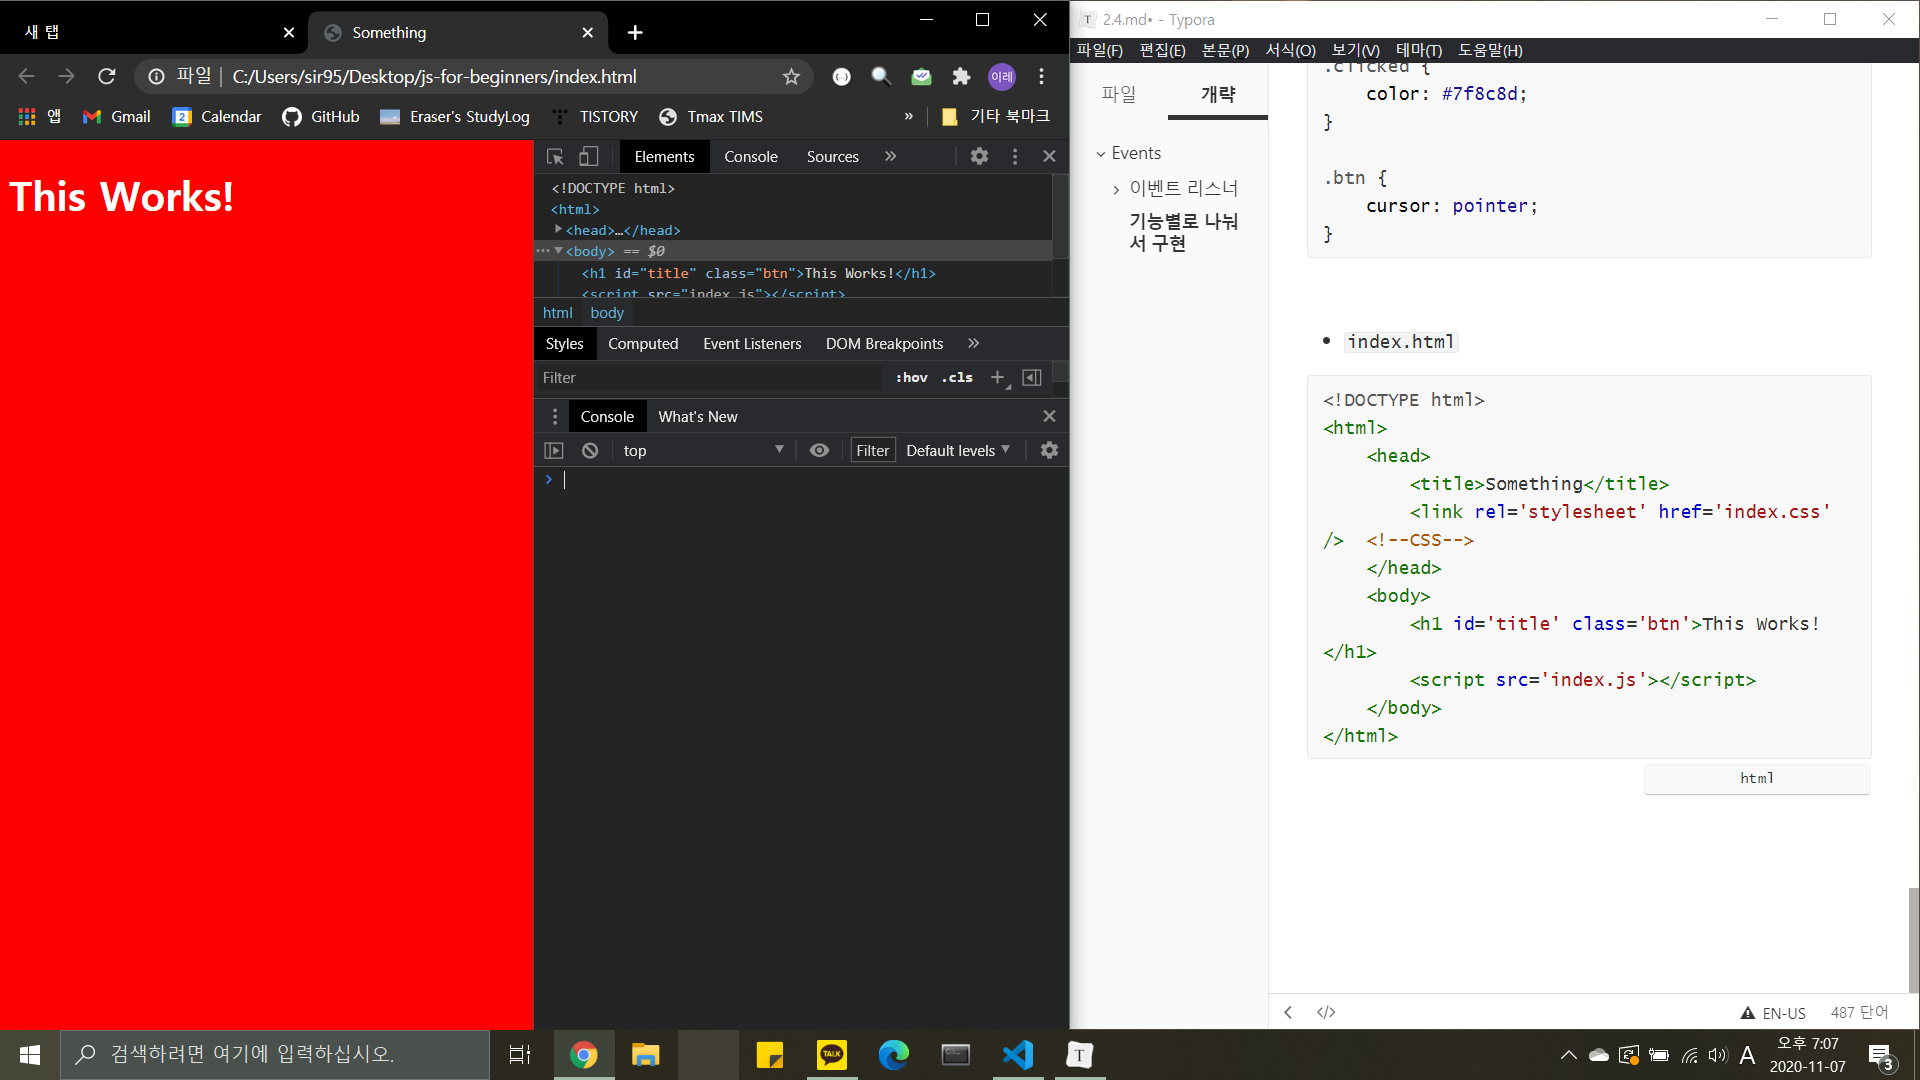 새 탭
Something
파일 | C:/Users/sir95/Desktop/js-for-beginners/index.html
이레
앱
Gmail
Calendar
GitHub
Eraser's StudyLog
TISTORY
Tmax TIMS
»
기타 북마크
This Works!
Elements
Console
Sources
»
<!DOCTYPE html>
<html>
<head>…</head>
<body> == $0
<h1 id="title" class="btn">This Works!</h1>
<script src="index.js"></script>
html
body
Styles
Computed
Event Listeners
DOM Breakpoints
»
Filter
:hov
.cls
Console
What's New
top
Filter
Default levels
2.4.md• - Typora
파일(F)
편집(E)
본문(P)
서식(O)
보기(V)
테마(T)
도움말(H)
파일
개략
Events
이벤트 리스너
기능별로 나눠
서 구현
.clicked {
color: #7f8c8d;
}
.btn {
cursor: pointer;
}
index.html
<!DOCTYPE html>
<html>
<head>
<title>Something</title>
<link rel='stylesheet' href='index.css'
/> <!--CSS-->
</head>
<body>
<h1 id='title' class='btn'>This Works!
</h1>
<script src='index.js'></script>
</body>
</html>
html
EN-US
487 단어
검색하려면 여기에 입력하십시오.
TALK
T
A
오후 7:07
2020-11-07
3